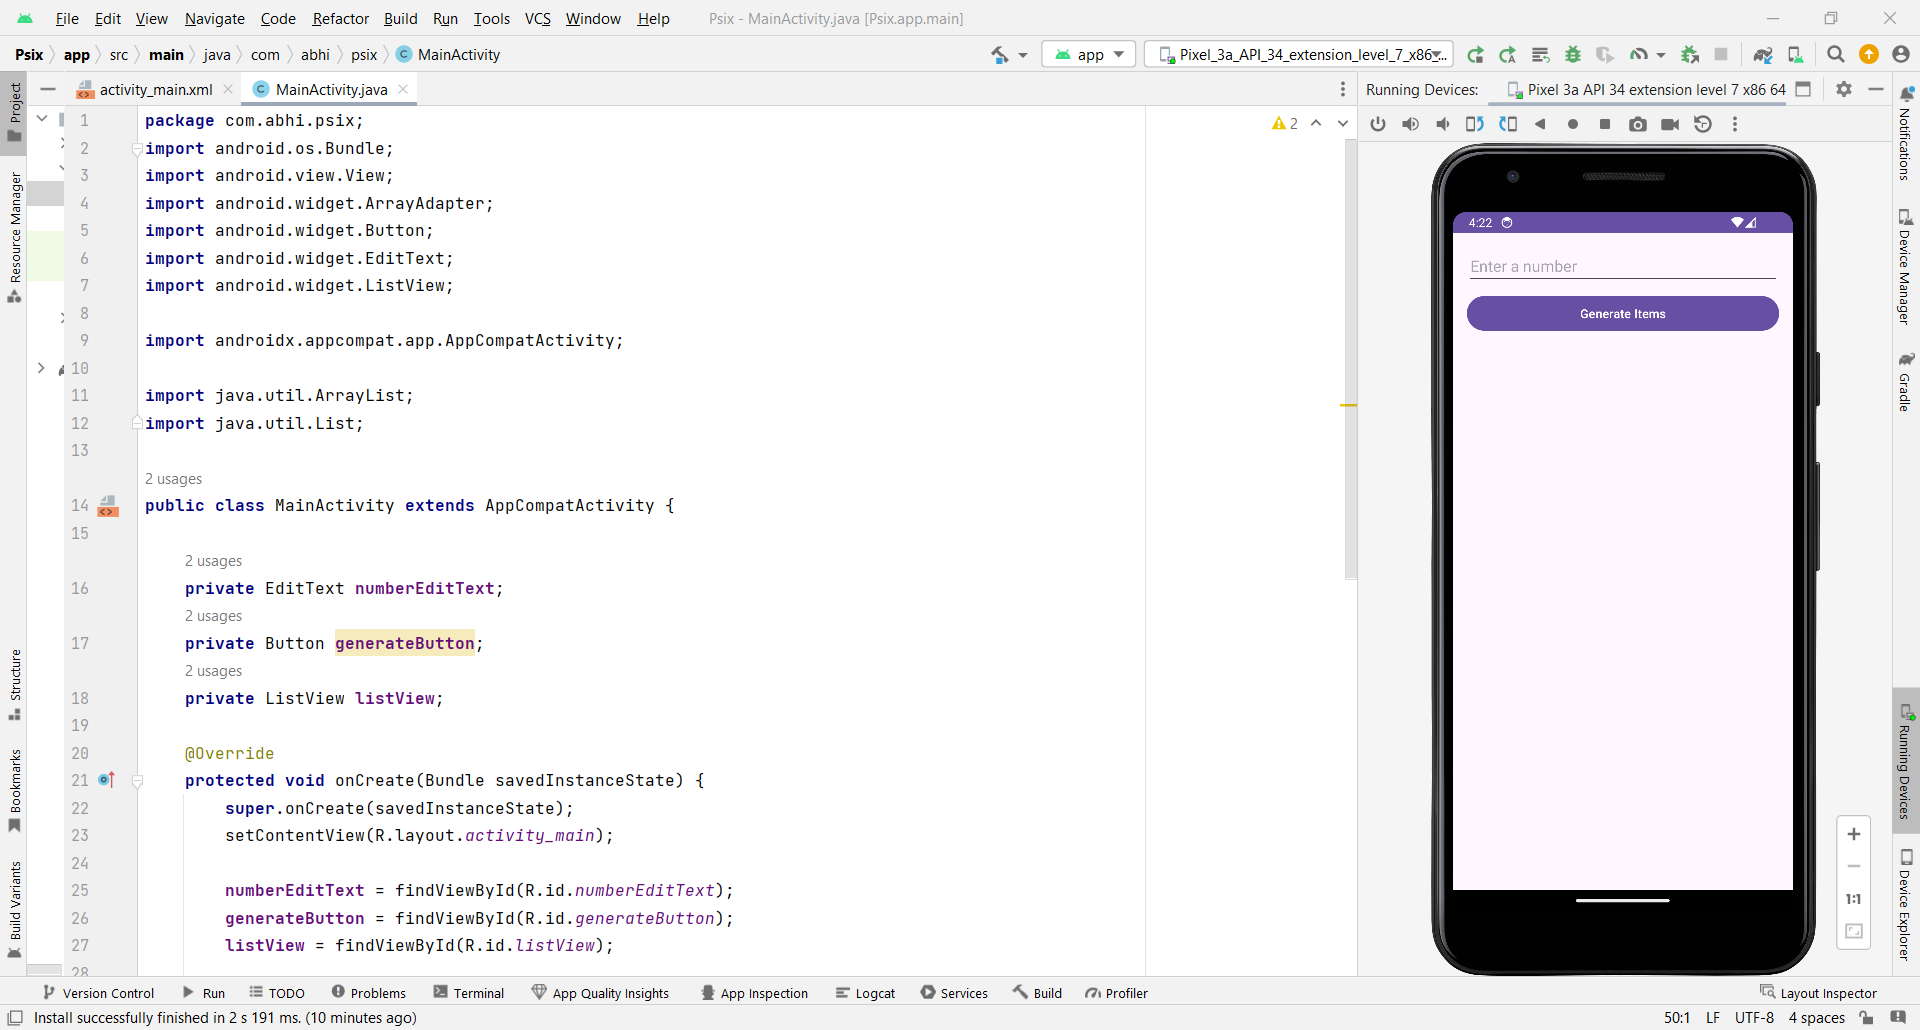 File Edit View Navigate Code Refactor Build Run Tools VCS Window Help Psix - MainActivity.java [Psix.app.main]
Psix app src main java com abhi psix C MainActivity app Pixel_3a_API_34_extension_level_7_x86_...
Project
Resource Manager
Structure
Bookmarks
Build Variants
activity_main.xml C MainActivity.java
2
1 package com.abhi.psix;
2 import android.os.Bundle;
3 import android.view.View;
4 import android.widget.ArrayAdapter;
5 import android.widget.Button;
6 import android.widget.EditText;
7 import android.widget.ListView;
8
9 import androidx.appcompat.app.AppCompatActivity;
10
11 import java.util.ArrayList;
12 import java.util.List;
13
2 usages
14 public class MainActivity extends AppCompatActivity {
15
2 usages
16 private EditText numberEditText;
2 usages
17 private Button generateButton;
2 usages
18 private ListView listView;
19
20 @Override
21 protected void onCreate(Bundle savedInstanceState) {
22 super.onCreate(savedInstanceState);
23 setContentView(R.layout.activity_main);
24
25 numberEditText = findViewById(R.id.numberEditText);
26 generateButton = findViewById(R.id.generateButton);
27 listView = findViewById(R.id.listView);
28
Running Devices: Pixel 3a API 34 extension level 7 x86 64
4:22
Enter a number
Generate Items
1:1
Notifications
Device Manager
Gradle
Running Devices
Device Explorer
Version Control Run TODO Problems Terminal App Quality Insights App Inspection Logcat Services Build Profiler Layout Inspector
Install successfully finished in 2 s 191 ms. (10 minutes ago) 50:1 LF UTF-8 4 spaces